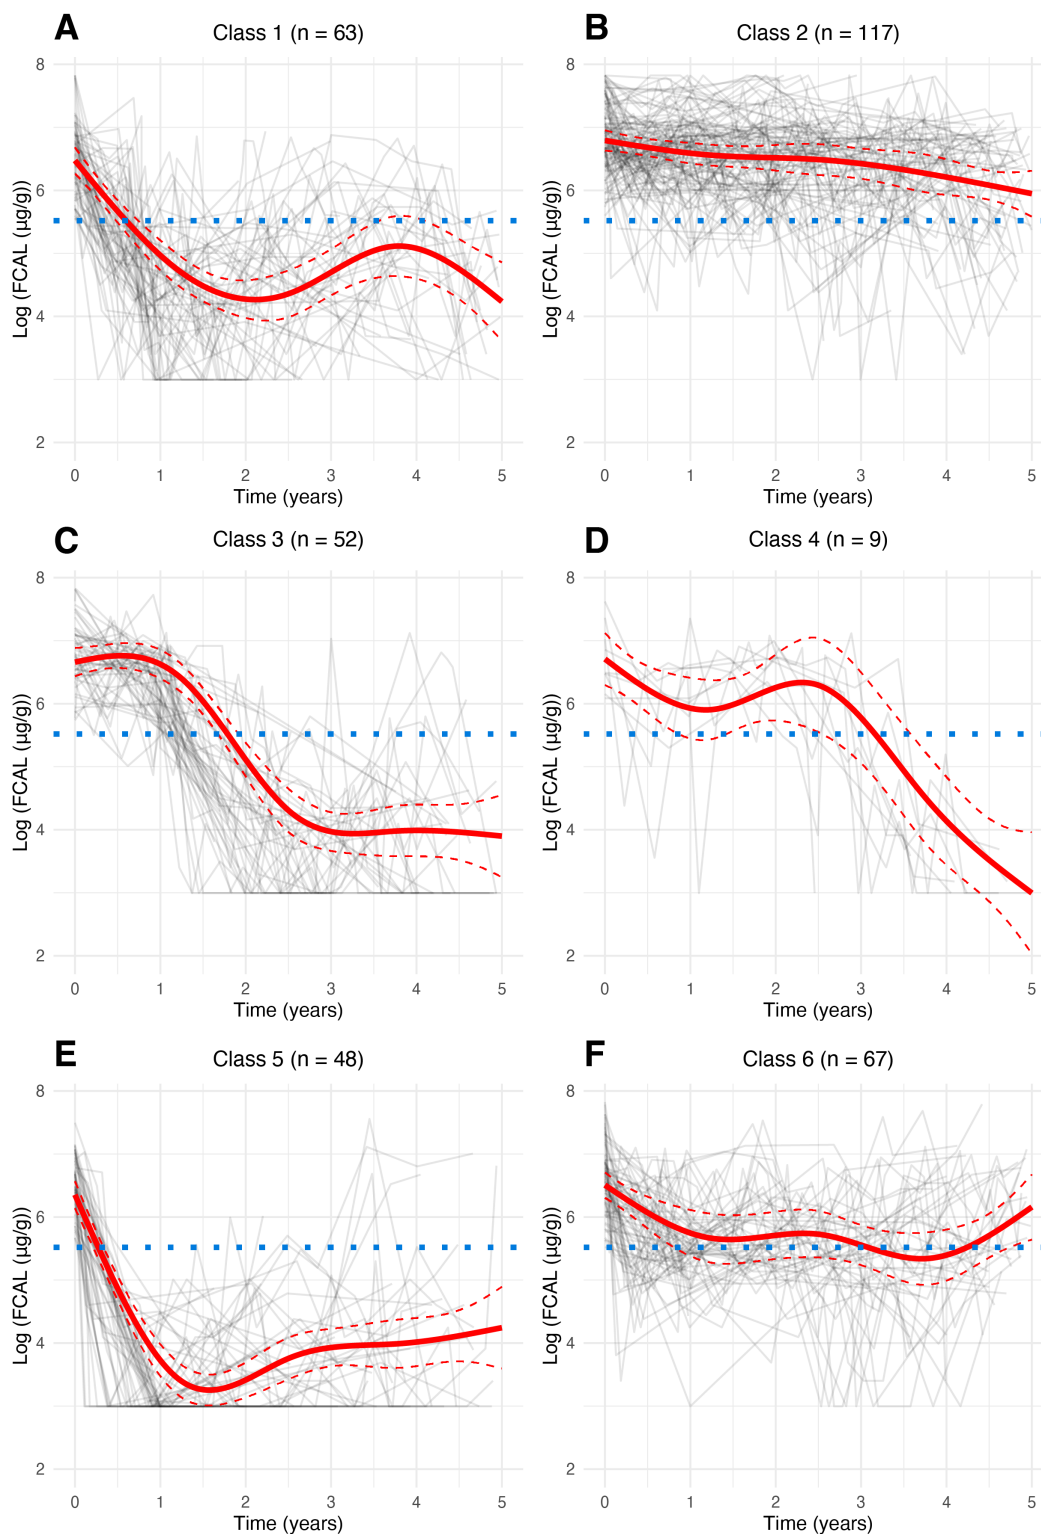 A
Class 1 (n = 63)
Log (FCAL (µg/g))
8
6
4
2
0 1 2 3 4 5
Time (years)
B
Class 2 (n = 117)
Log (FCAL (µg/g))
8
6
4
2
0 1 2 3 4 5
Time (years)
C
Class 3 (n = 52)
Log (FCAL (µg/g))
8
6
4
2
0 1 2 3 4 5
Time (years)
D
Class 4 (n = 9)
Log (FCAL (µg/g))
8
6
4
2
0 1 2 3 4 5
Time (years)
E
Class 5 (n = 48)
Log (FCAL (µg/g))
8
6
4
2
0 1 2 3 4 5
Time (years)
F
Class 6 (n = 67)
Log (FCAL (µg/g))
8
6
4
2
0 1 2 3 4 5
Time (years)